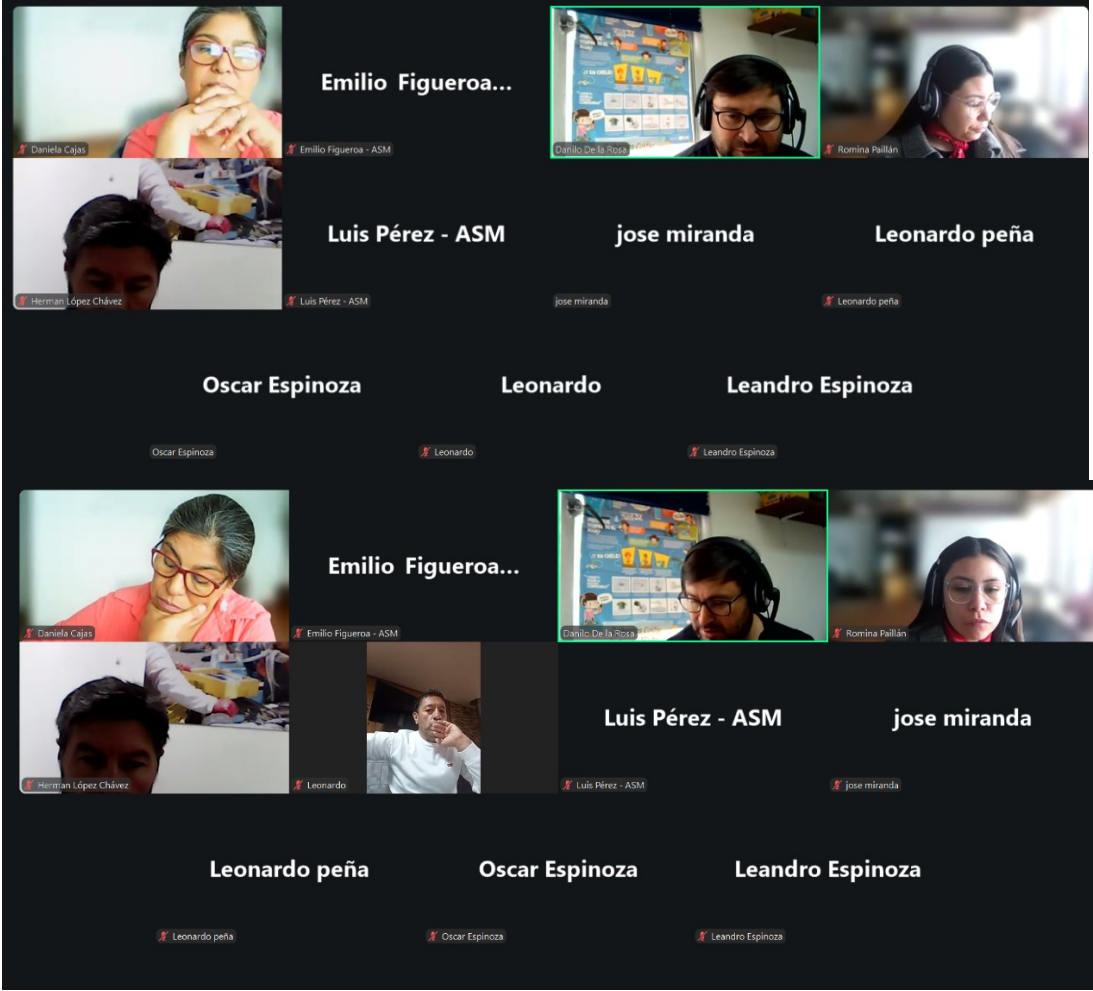 Emilio Figueroa...
Daniela Cajas
Emilio Figueroa - ASM
Danilo De la Rosa
Romina Paillán
Luis Pérez - ASM
jose miranda
Leonardo peña
Herman López Chávez
Luis Pérez - ASM
jose miranda
Leonardo peña
Oscar Espinoza
Leonardo
Leandro Espinoza
Oscar Espinoza
Leonardo
Leandro Espinoza
Emilio Figueroa...
¿Y EN CHILE?
Daniela Cajas
Emilio Figueroa - ASM
Danilo De la Rosa
Romina Paillán
Luis Pérez - ASM
jose miranda
Herman López Chávez
Leonardo
Luis Pérez - ASM
jose miranda
Leonardo peña
Oscar Espinoza
Leandro Espinoza
Leonardo peña
Oscar Espinoza
Leandro Espinoza